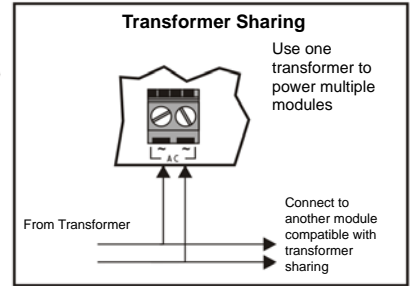 Transformer Sharing
Use one
transformer to
power multiple
modules
~ ~
AC
From Transformer
Connect to
another module
compatible with
transformer
sharing